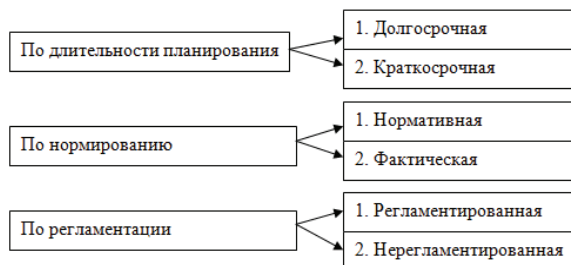 По длительности планирования
1. Долгосрочная
2. Краткосрочная
По нормированию
1. Нормативная
2. Фактическая
По регламентации
1. Регламентированная
2. Нерегламентированная